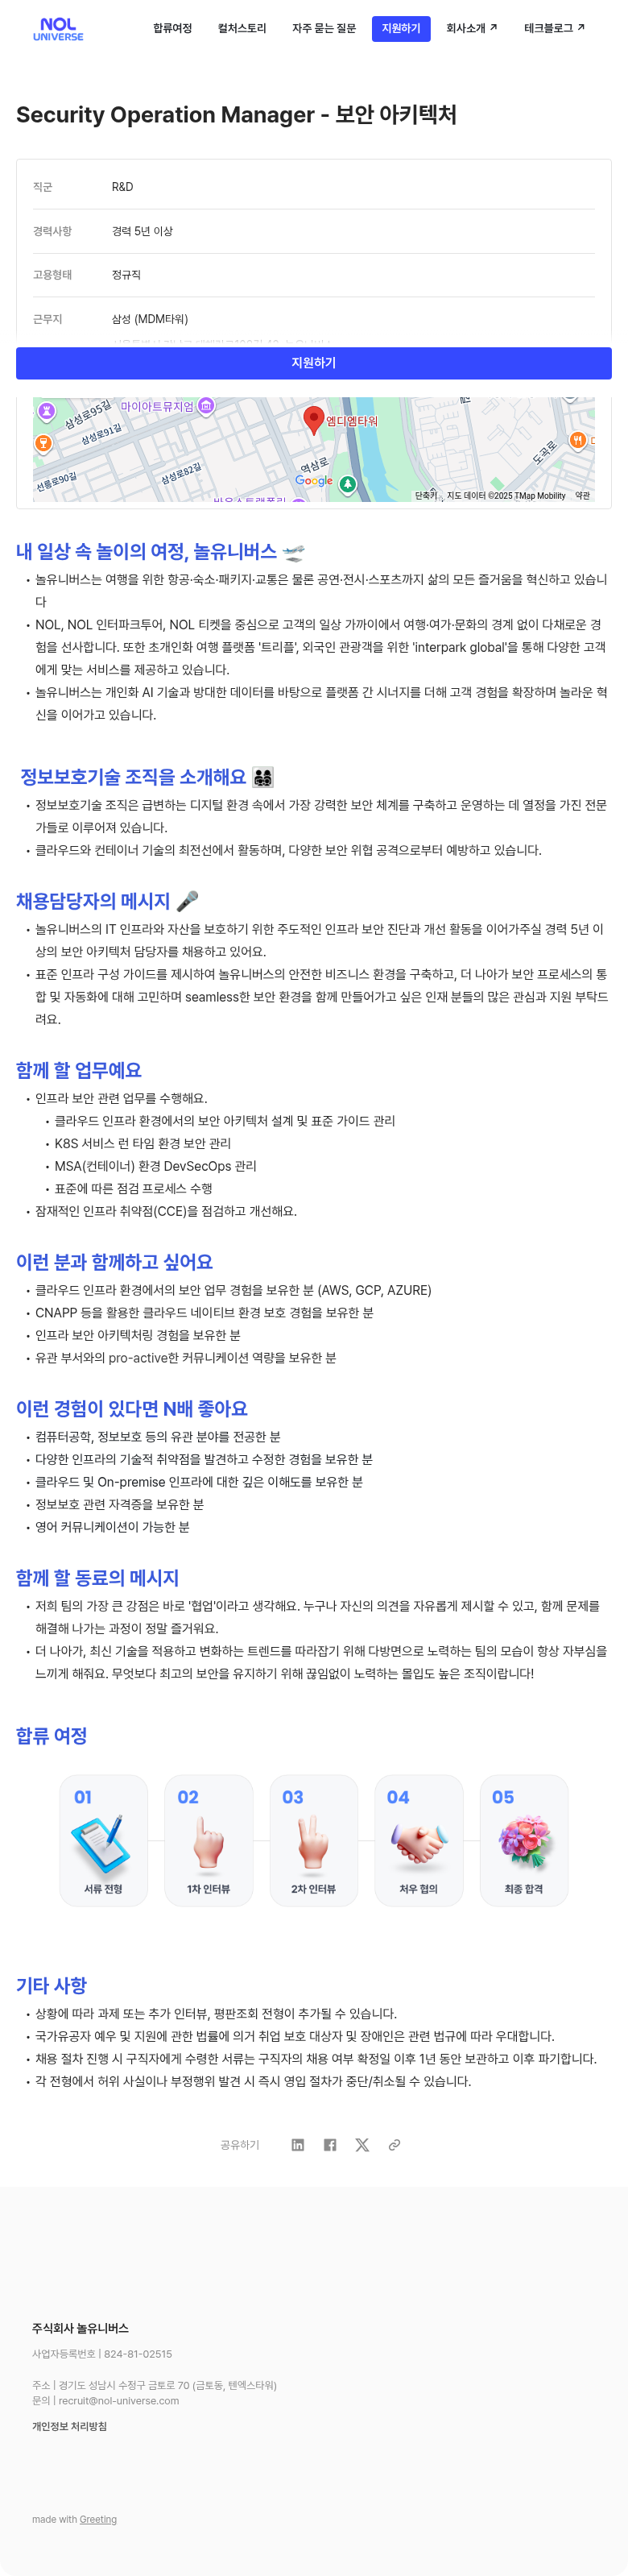 NOL
UNIVERSE
합류여정
컬처스토리
자주 묻는 질문
지원하기
회사소개 ↗
테크블로그 ↗
Security Operation Manager - 보안 아키텍처
직군
R&D
경력사항
경력 5년 이상
고용형태
정규직
근무지
삼성 (MDM타워)
지원하기
마이아트뮤지엄
삼성로95길
삼성로91길
엠디엠타워
선릉로90길
삼성로82길
역삼로
도곡로
Google
단축키
지도 데이터 ©2025 TMap Mobility
약관
내 일상 속 놀이의 여정, 놀유니버스 🛫
• 놀유니버스는 여행을 위한 항공·숙소·패키지·교통은 물론 공연·전시·스포츠까지 삶의 모든 즐거움을 혁신하고 있습니
다
• NOL, NOL 인터파크투어, NOL 티켓을 중심으로 고객의 일상 가까이에서 여행·여가·문화의 경계 없이 다채로운 경
험을 선사합니다. 또한 초개인화 여행 플랫폼 '트리플', 외국인 관광객을 위한 'interpark global'을 통해 다양한 고객
에게 맞는 서비스를 제공하고 있습니다.
• 놀유니버스는 개인화 AI 기술과 방대한 데이터를 바탕으로 플랫폼 간 시너지를 더해 고객 경험을 확장하며 놀라운 혁
신을 이어가고 있습니다.
정보보호기술 조직을 소개해요 👨‍👩‍👧‍👦
• 정보보호기술 조직은 급변하는 디지털 환경 속에서 가장 강력한 보안 체계를 구축하고 운영하는 데 열정을 가진 전문
가들로 이루어져 있습니다.
• 클라우드와 컨테이너 기술의 최전선에서 활동하며, 다양한 보안 위협 공격으로부터 예방하고 있습니다.
채용담당자의 메시지 🎤
• 놀유니버스의 IT 인프라와 자산을 보호하기 위한 주도적인 인프라 보안 진단과 개선 활동을 이어가주실 경력 5년 이
상의 보안 아키텍처 담당자를 채용하고 있어요.
• 표준 인프라 구성 가이드를 제시하여 놀유니버스의 안전한 비즈니스 환경을 구축하고, 더 나아가 보안 프로세스의 통
합 및 자동화에 대해 고민하며 seamless한 보안 환경을 함께 만들어가고 싶은 인재 분들의 많은 관심과 지원 부탁드
려요.
함께 할 업무예요
• 인프라 보안 관련 업무를 수행해요.
• 클라우드 인프라 환경에서의 보안 아키텍처 설계 및 표준 가이드 관리
• K8S 서비스 런 타임 환경 보안 관리
• MSA(컨테이너) 환경 DevSecOps 관리
• 표준에 따른 점검 프로세스 수행
• 잠재적인 인프라 취약점(CCE)을 점검하고 개선해요.
이런 분과 함께하고 싶어요
• 클라우드 인프라 환경에서의 보안 업무 경험을 보유한 분 (AWS, GCP, AZURE)
• CNAPP 등을 활용한 클라우드 네이티브 환경 보호 경험을 보유한 분
• 인프라 보안 아키텍처링 경험을 보유한 분
• 유관 부서와의 pro-active한 커뮤니케이션 역량을 보유한 분
이런 경험이 있다면 N배 좋아요
• 컴퓨터공학, 정보보호 등의 유관 분야를 전공한 분
• 다양한 인프라의 기술적 취약점을 발견하고 수정한 경험을 보유한 분
• 클라우드 및 On-premise 인프라에 대한 깊은 이해도를 보유한 분
• 정보보호 관련 자격증을 보유한 분
• 영어 커뮤니케이션이 가능한 분
함께 할 동료의 메시지
• 저희 팀의 가장 큰 강점은 바로 '협업'이라고 생각해요. 누구나 자신의 의견을 자유롭게 제시할 수 있고, 함께 문제를
해결해 나가는 과정이 정말 즐거워요.
• 더 나아가, 최신 기술을 적용하고 변화하는 트렌드를 따라잡기 위해 다방면으로 노력하는 팀의 모습이 항상 자부심을
느끼게 해줘요. 무엇보다 최고의 보안을 유지하기 위해 끊임없이 노력하는 몰입도 높은 조직이랍니다!
합류 여정
01
02
03
04
05
서류 전형
1차 인터뷰
2차 인터뷰
처우 협의
최종 합격
기타 사항
• 상황에 따라 과제 또는 추가 인터뷰, 평판조회 전형이 추가될 수 있습니다.
• 국가유공자 예우 및 지원에 관한 법률에 의거 취업 보호 대상자 및 장애인은 관련 법규에 따라 우대합니다.
• 채용 절차 진행 시 구직자에게 수령한 서류는 구직자의 채용 여부 확정일 이후 1년 동안 보관하고 이후 파기합니다.
• 각 전형에서 허위 사실이나 부정행위 발견 시 즉시 영입 절차가 중단/취소될 수 있습니다.
공유하기
주식회사 놀유니버스
사업자등록번호 | 824-81-02515
주소 | 경기도 성남시 수정구 금토로 70 (금토동, 텐엑스타워)
문의 | recruit@nol-universe.com
개인정보 처리방침
made with Greeting